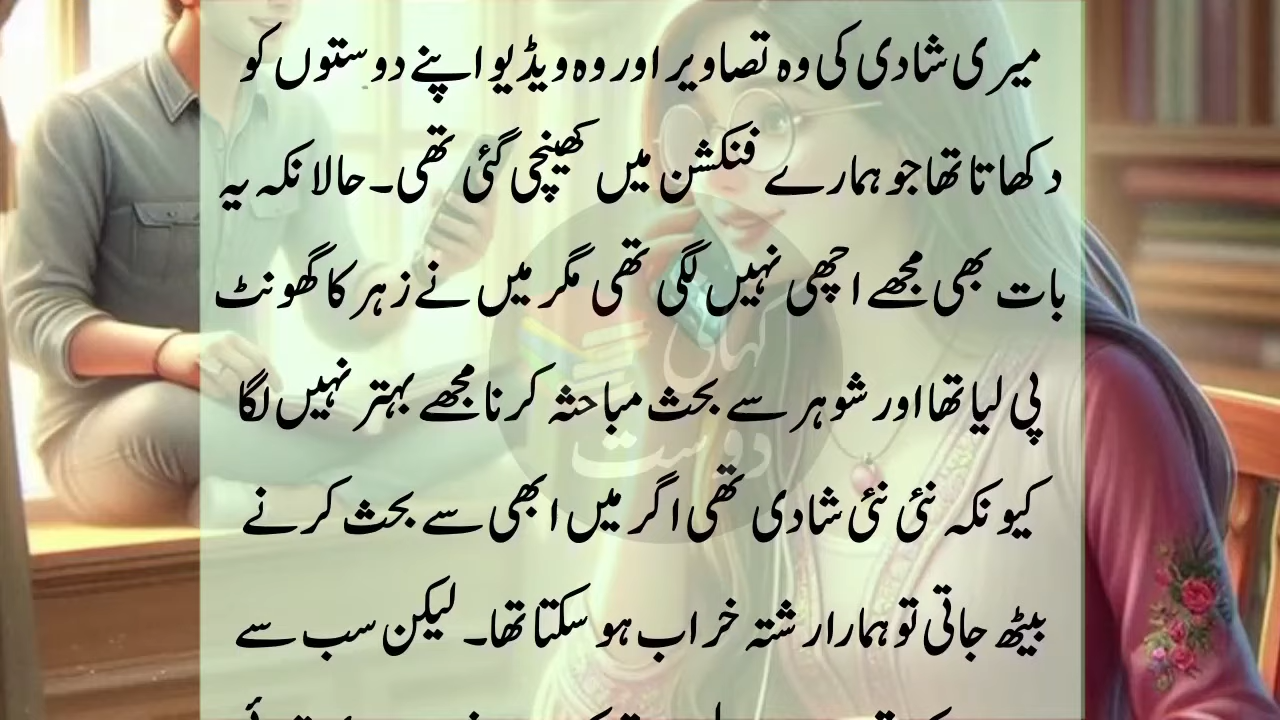 میری شادی کی وہ تصاویر اور وہ ویڈیو اپنے دوستوں کو
دکھاتا تھا جو ہمارے فنکشن میں کھینچی گئی تھی۔ حالانکہ یہ
بات بھی مجھے اچھی نہیں لگی تھی مگر میں نے زہر کا گھونٹ
پی لیا تھا اور شوہر سے بحث مباحثہ کرنا مجھے بہتر نہیں لگا
کیونکہ نئی نئی شادی تھی اگر میں ابھی سے بحث کرنے
بیٹھ جاتی تو ہمارا رشتہ خراب ہو سکتا تھا۔ لیکن سب سے
کہانی
دوست